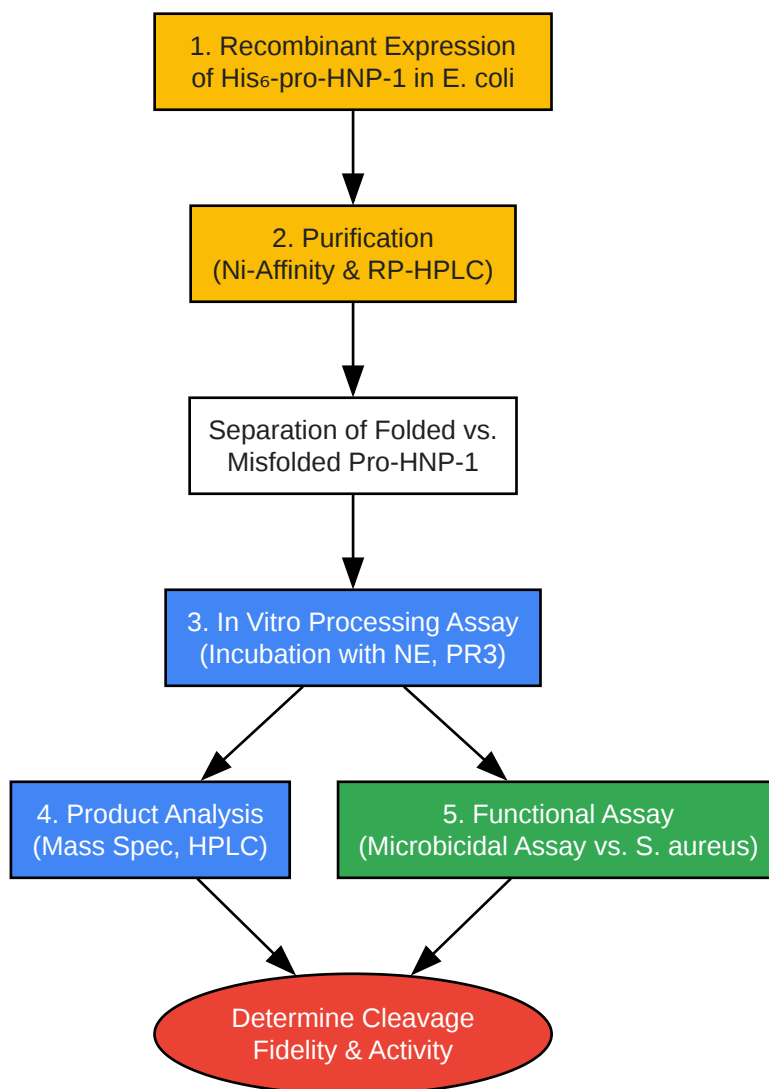 1. Recombinant Expression
of His₆-pro-HNP-1 in E. coli
2. Purification
(Ni-Affinity & RP-HPLC)
Separation of Folded vs.
Misfolded Pro-HNP-1
3. In Vitro Processing Assay
(Incubation with NE, PR3)
4. Product Analysis
(Mass Spec, HPLC)
5. Functional Assay
(Microbicidal Assay vs. S. aureus)
Determine Cleavage
Fidelity & Activity